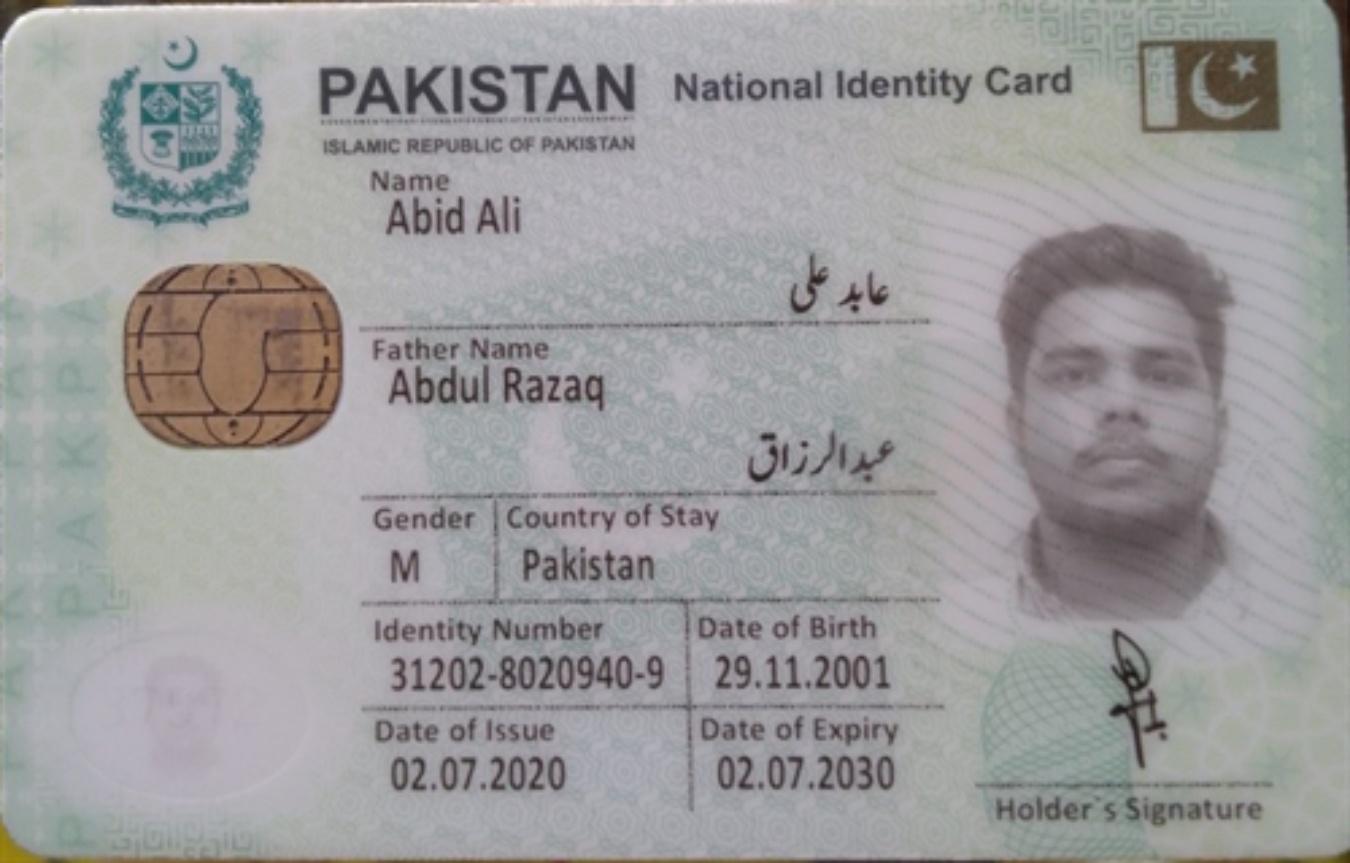 PAKISTAN National Identity Card
ISLAMIC REPUBLIC OF PAKISTAN
Name
Abid Ali
عابد علی
Father Name
Abdul Razaq
عبدالرزاق
Gender Country of Stay
M Pakistan
Identity Number Date of Birth
31202-8020940-9 29.11.2001
Date of Issue Date of Expiry
02.07.2020 02.07.2030
Holder`s Signature